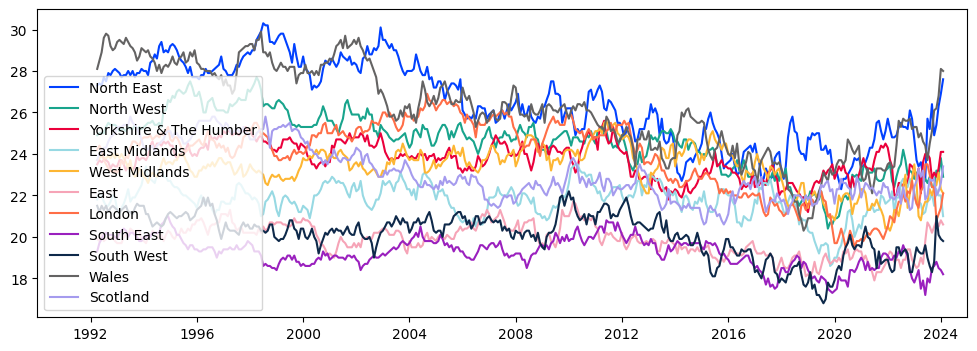 30
28
26
24
22
20
18
North East
North West
Yorkshire & The Humber
East Midlands
West Midlands
East
London
South East
South West
Wales
Scotland
1992
1996
2000
2004
2008
2012
2016
2020
2024